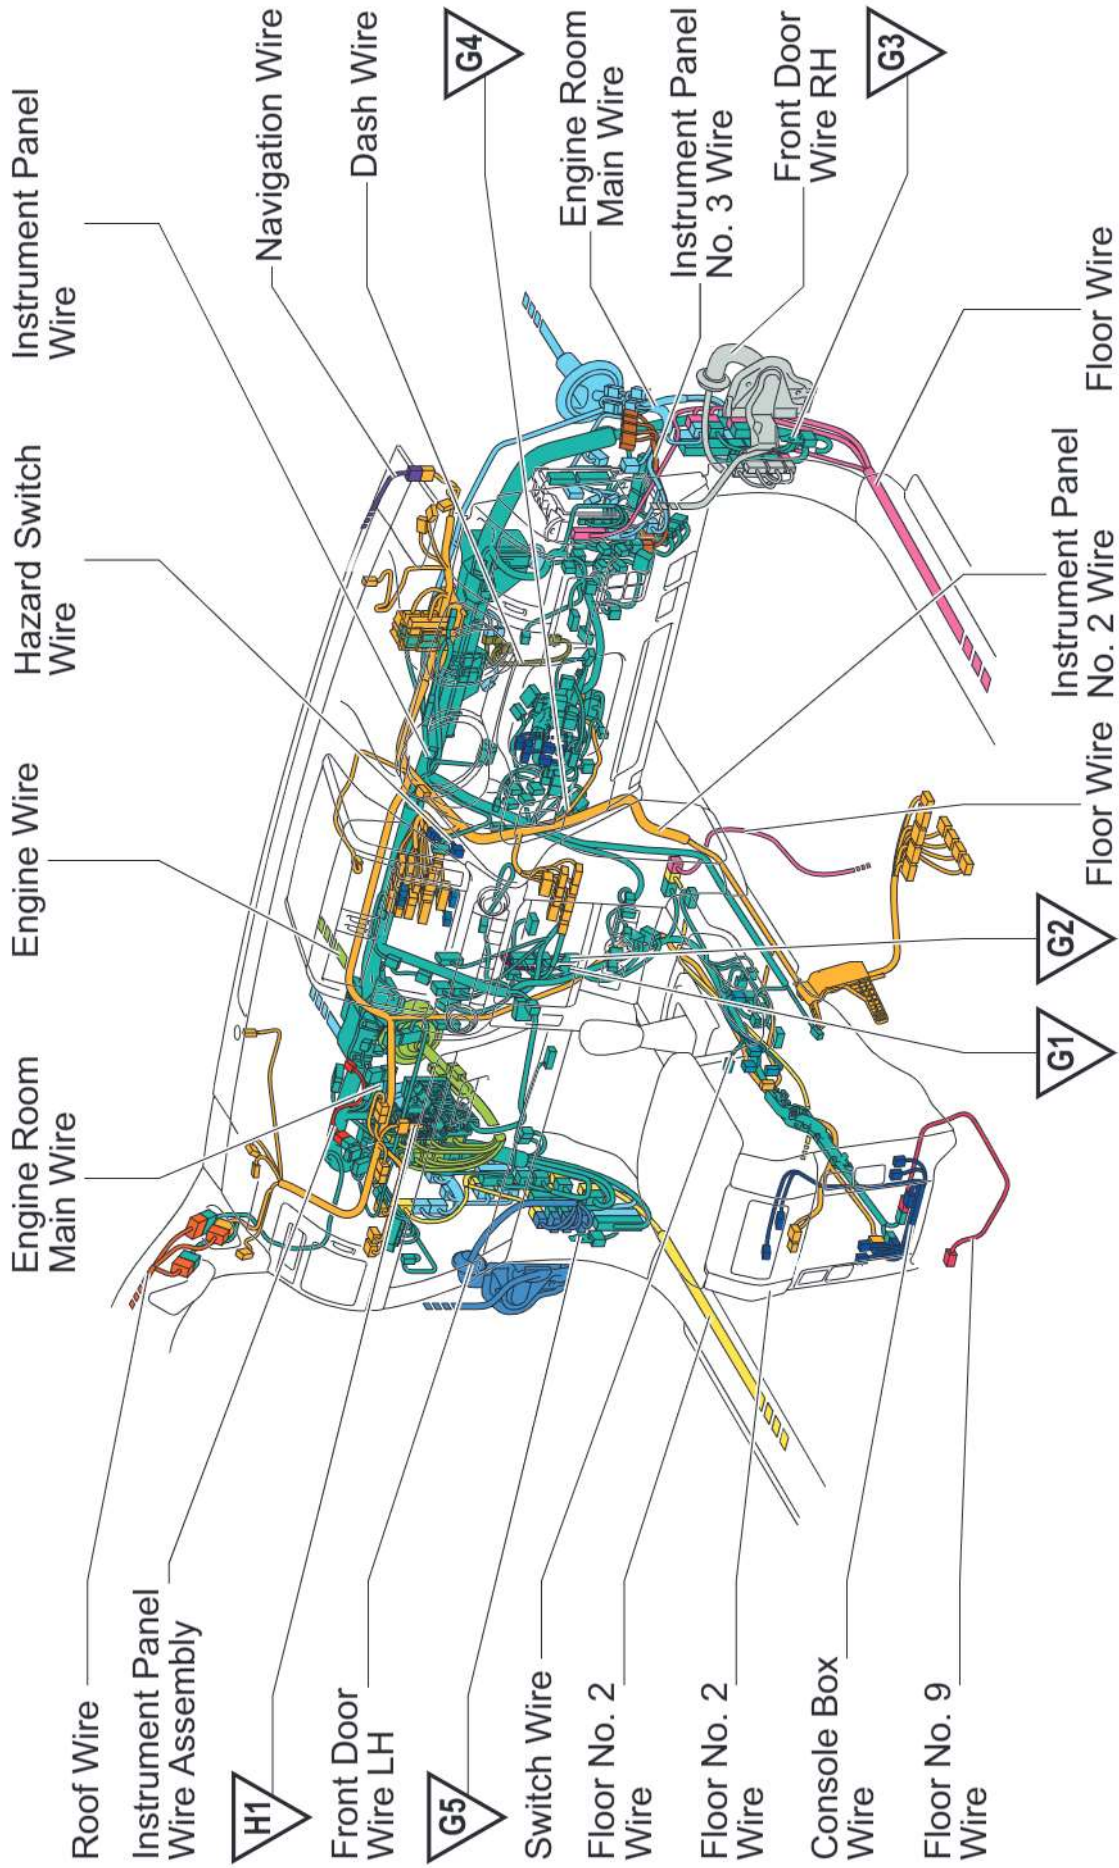 Roof Wire
Instrument Panel
Wire Assembly
H1
Front Door
Wire LH
G5
Switch Wire
Floor No. 2
Wire
Floor No. 2
Wire
Console Box
Wire
Floor No. 9
Wire
Engine Room
Main Wire
Engine Wire
Hazard Switch
Wire
Instrument Panel
Wire
Navigation Wire
Dash Wire
G4
Engine Room
Main Wire
Instrument Panel
No. 3 Wire
Front Door
Wire RH
G3
G1
G2
Floor Wire
Instrument Panel
No. 2 Wire
Floor Wire